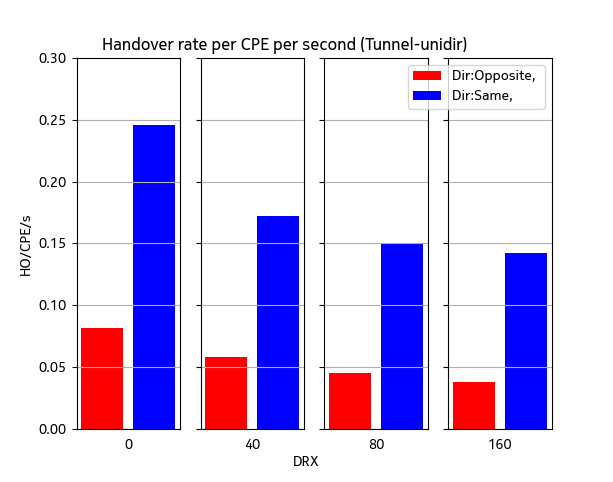 Handover rate per CPE per second (Tunnel-unidir)
Dir:Opposite,
Dir:Same,
HO/CPE/s
0.30
0.25
0.20
0.15
0.10
0.05
0.00
0 40 80 160
DRX